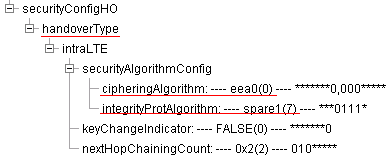 securityConfigHO
handoverType
intraLTE
securityAlgorithmConfig
cipheringAlgorithm: ---- eea0(0) ---- *******0,000*****
integrityProtAlgorithm: ---- spare1(7) ---- ***0111*
keyChangeIndicator: ---- FALSE(0) ---- *******0
nextHopChainingCount: ---- 0x2(2) ---- 010*****